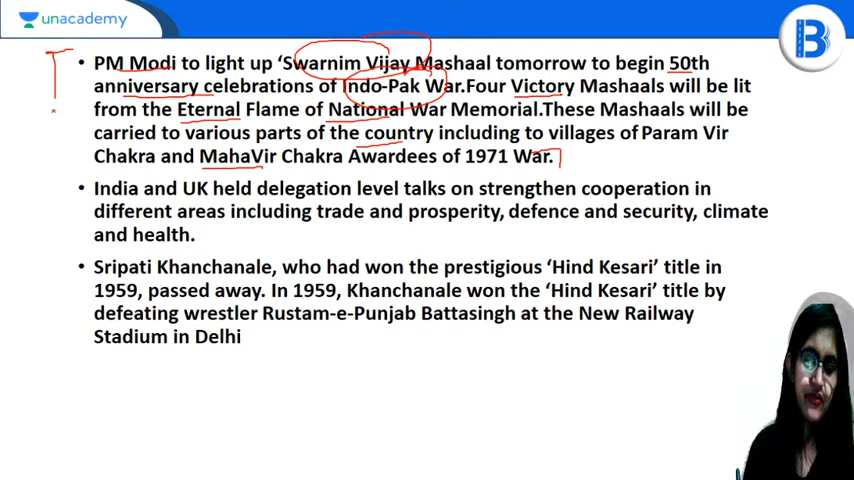 unacademy
B
• PM Modi to light up ‘Swarnim Vijay Mashaal tomorrow to begin 50th
anniversary celebrations of Indo-Pak War.Four Victory Mashaals will be lit
from the Eternal Flame of National War Memorial.These Mashaals will be
carried to various parts of the country including to villages of Param Vir
Chakra and MahaVir Chakra Awardees of 1971 War.
• India and UK held delegation level talks on strengthen cooperation in
different areas including trade and prosperity, defence and security, climate
and health.
• Sripati Khanchanale, who had won the prestigious ‘Hind Kesari’ title in
1959, passed away. In 1959, Khanchanale won the ‘Hind Kesari’ title by
defeating wrestler Rustam-e-Punjab Battasingh at the New Railway
Stadium in Delhi